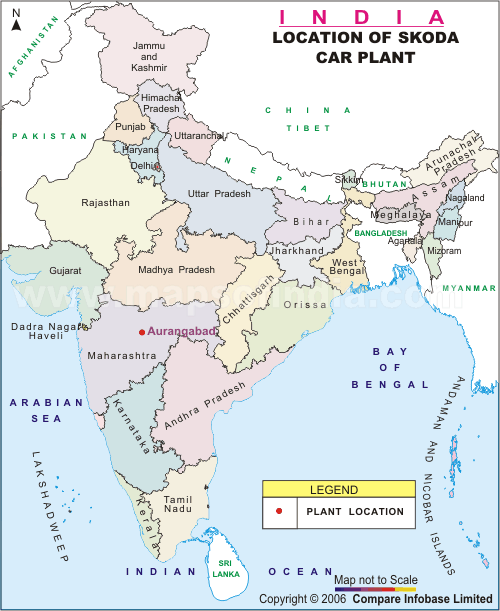 INDIA
LOCATION OF SKODA
CAR PLANT
N
AFGHANISTAN
Jammu
and
Kashmir
Himachal
Pradesh
CHINA
TIBET
PAKISTAN
Punjab
Uttaranchal
Haryana
Delhi
NEPAL
Sikkim
BHUTAN
Arunachal
Pradesh
Assam
Nagaland
Rajasthan
Uttar Pradesh
Bihar
Meghalaya
Manipur
BANGLADESH
Agartala
Mizoram
Jharkhand
West
Bengal
Gujarat
Madhya Pradesh
Chhattisgarh
Orissa
MYANMAR
www.mapsofindia.com
Dadra Nagara
Haveli
Aurangabad
Maharashtra
BAY
OF
BENGAL
Andhra Pradesh
ARABIAN
SEA
Karnataka
ANDAMAN AND NICOBAR ISLANDS
LAKSHADWEEP
Tamil
Nadu
Kerala
LEGEND
PLANT LOCATION
SRI
LANKA
INDIAN OCEAN
Map not to Scale
Copyright © 2006 Compare Infobase Limited